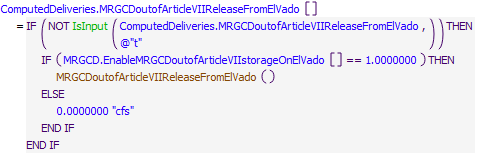 ComputedDeliveries.MRGCDoutofArticleVIIReleaseFromElVado []
= IF ( NOT IsInput ( ComputedDeliveries.MRGCDoutofArticleVIIReleaseFromElVado , @"t" ) ) THEN
IF ( MRGCD.EnableMRGCDoutofArticleVIIstorageOnElVado [] == 1.0000000 ) THEN
MRGCDoutofArticleVIIReleaseFromElVado ()
ELSE
0.0000000 "cfs"
END IF
END IF